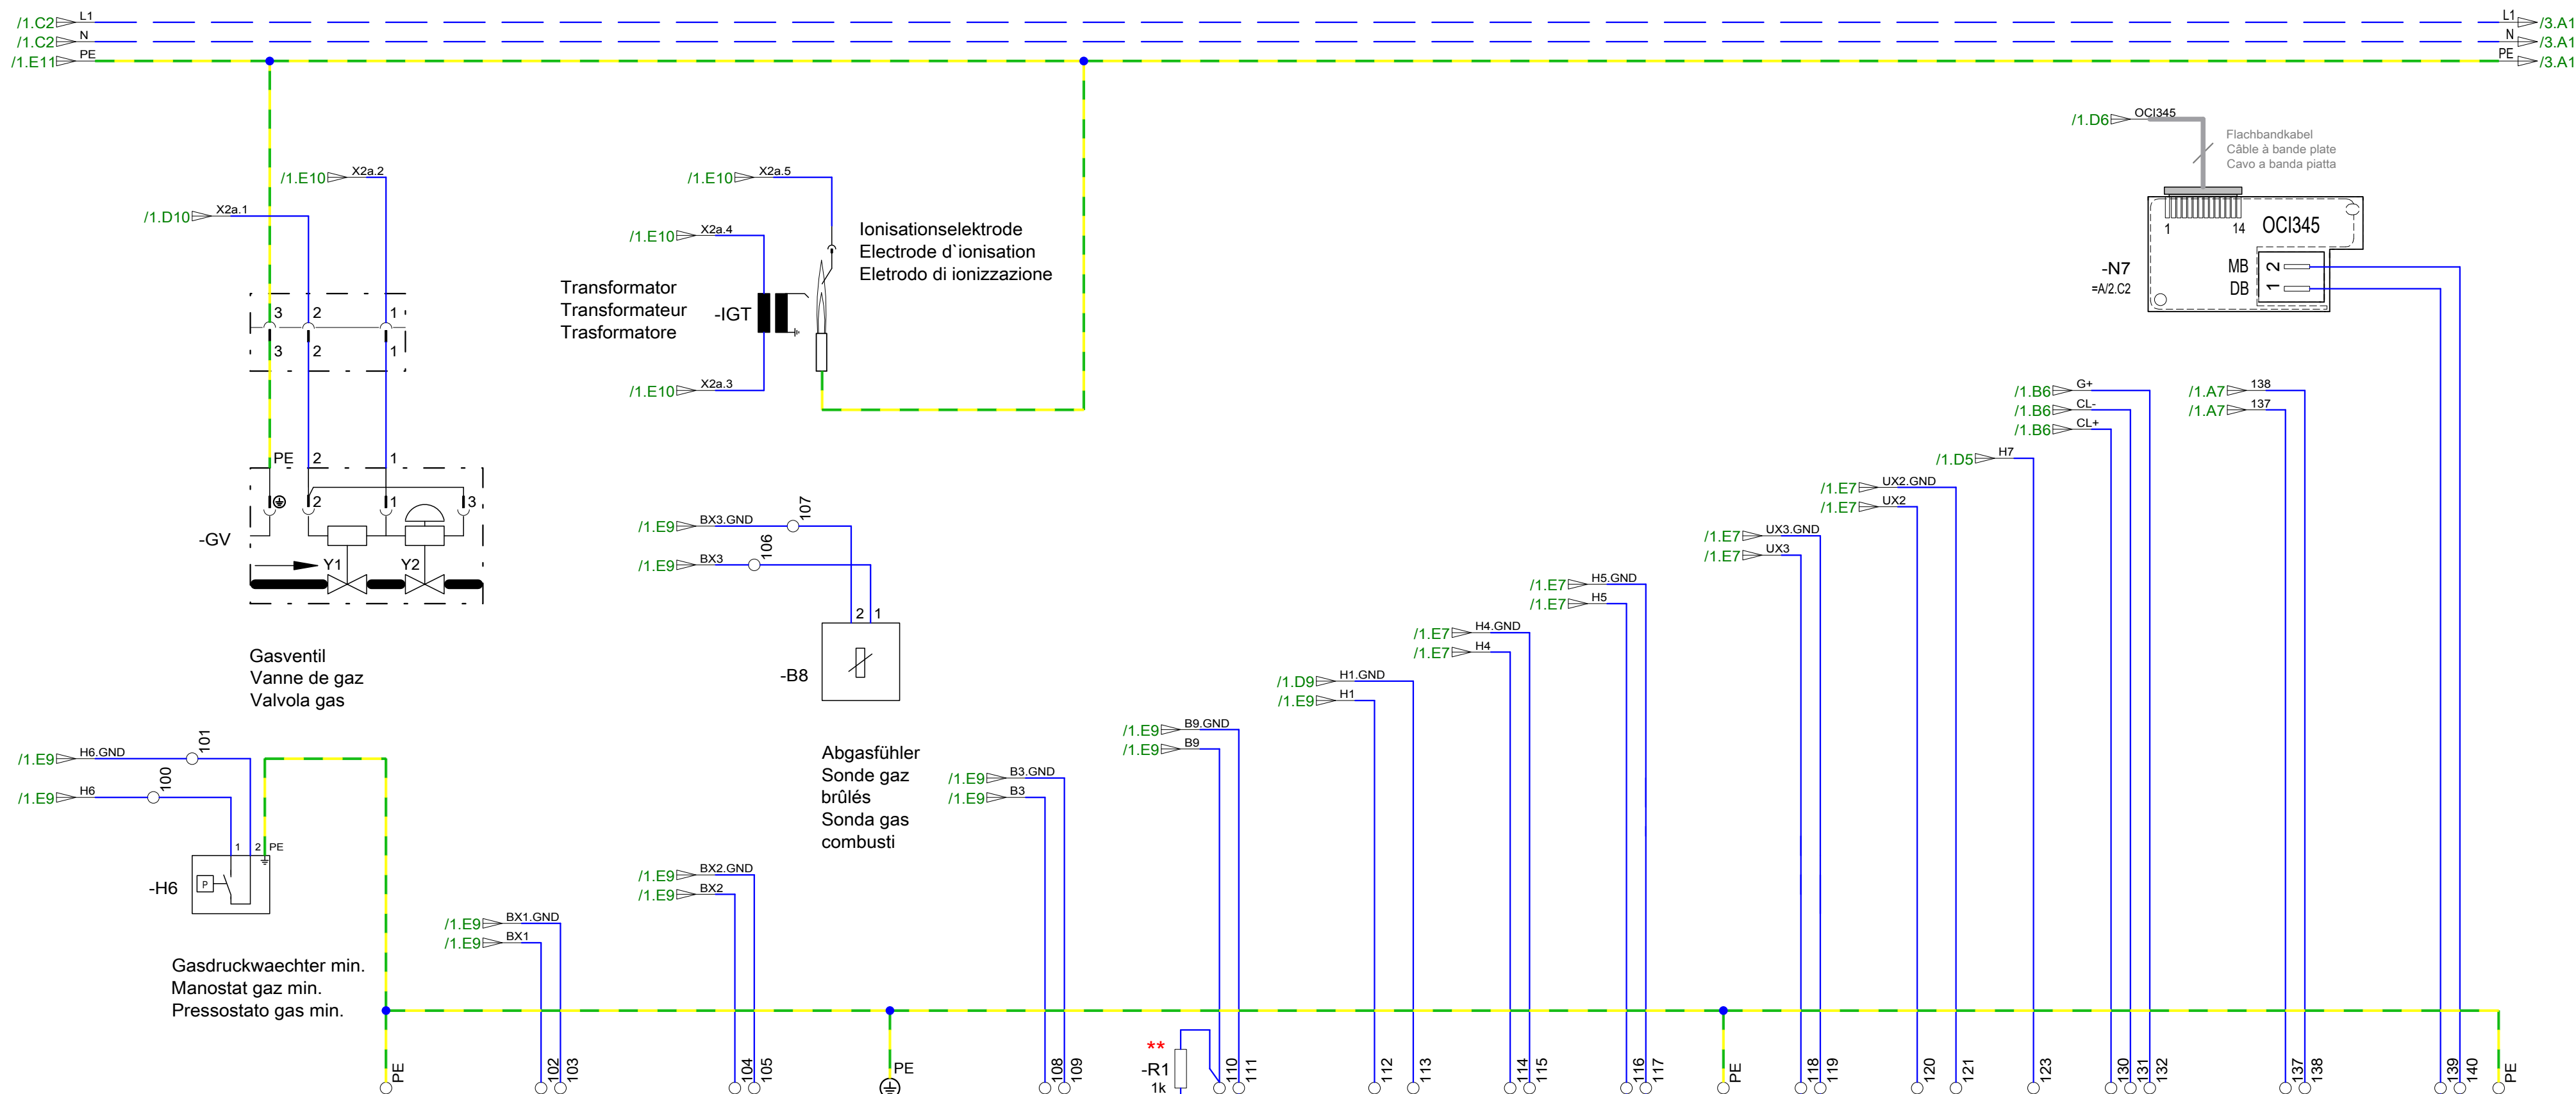 /1.C2 L1 L1 /3.A1
/1.C2 N N /3.A1
/1.E11 PE PE /3.A1
/1.D6 OCI345
Flachbandkabel
Câble à bande plate
Cavo a banda piatta
/1.E10 X2a.2
/1.D10 X2a.1
3 2 1
3 2 1
PE 2 1
2 1 3
-GV
Y1 Y2
Gasventil
Vanne de gaz
Valvola gas
/1.E10 X2a.5
/1.E10 X2a.4
Ionisationselektrode
Electrode d`ionisation
Eletrodo di ionizzazione
Transformator
Transformateur
Trasformatore
-IGT
/1.E10 X2a.3
1 14 OCI345
-N7
=A/2.C2
MB 2
DB 1
/1.E9 BX3.GND 107
/1.E9 BX3 106
2 1
-B8
Abgasfühler
Sonde gaz
brûlés
Sonda gas
combusti
/1.E9 H6.GND 101
/1.E9 H6 100
1 2 PE
-H6
P
Gasdruckwaechter min.
Manostat gaz min.
Pressostato gas min.
/1.E9 BX1.GND
/1.E9 BX1
/1.E9 BX2.GND
/1.E9 BX2
/1.E9 B3.GND
/1.E9 B3
/1.E9 B9.GND
/1.E9 B9
/1.D9 H1.GND
/1.E9 H1
/1.E7 H4.GND
/1.E7 H4
/1.E7 H5.GND
/1.E7 H5
/1.E7 UX3.GND
/1.E7 UX3
/1.E7 UX2.GND
/1.E7 UX2
/1.D5 H7
/1.B6 G+
/1.B6 CL-
/1.B6 CL+
/1.A7 138
/1.A7 137
**
-R1
1k
PE 102 103 104 105 PE 108 109 110 111 112 113 114 115 116 117 PE 118 119 120 121 123 130 131 132 137 138 139 140 PE